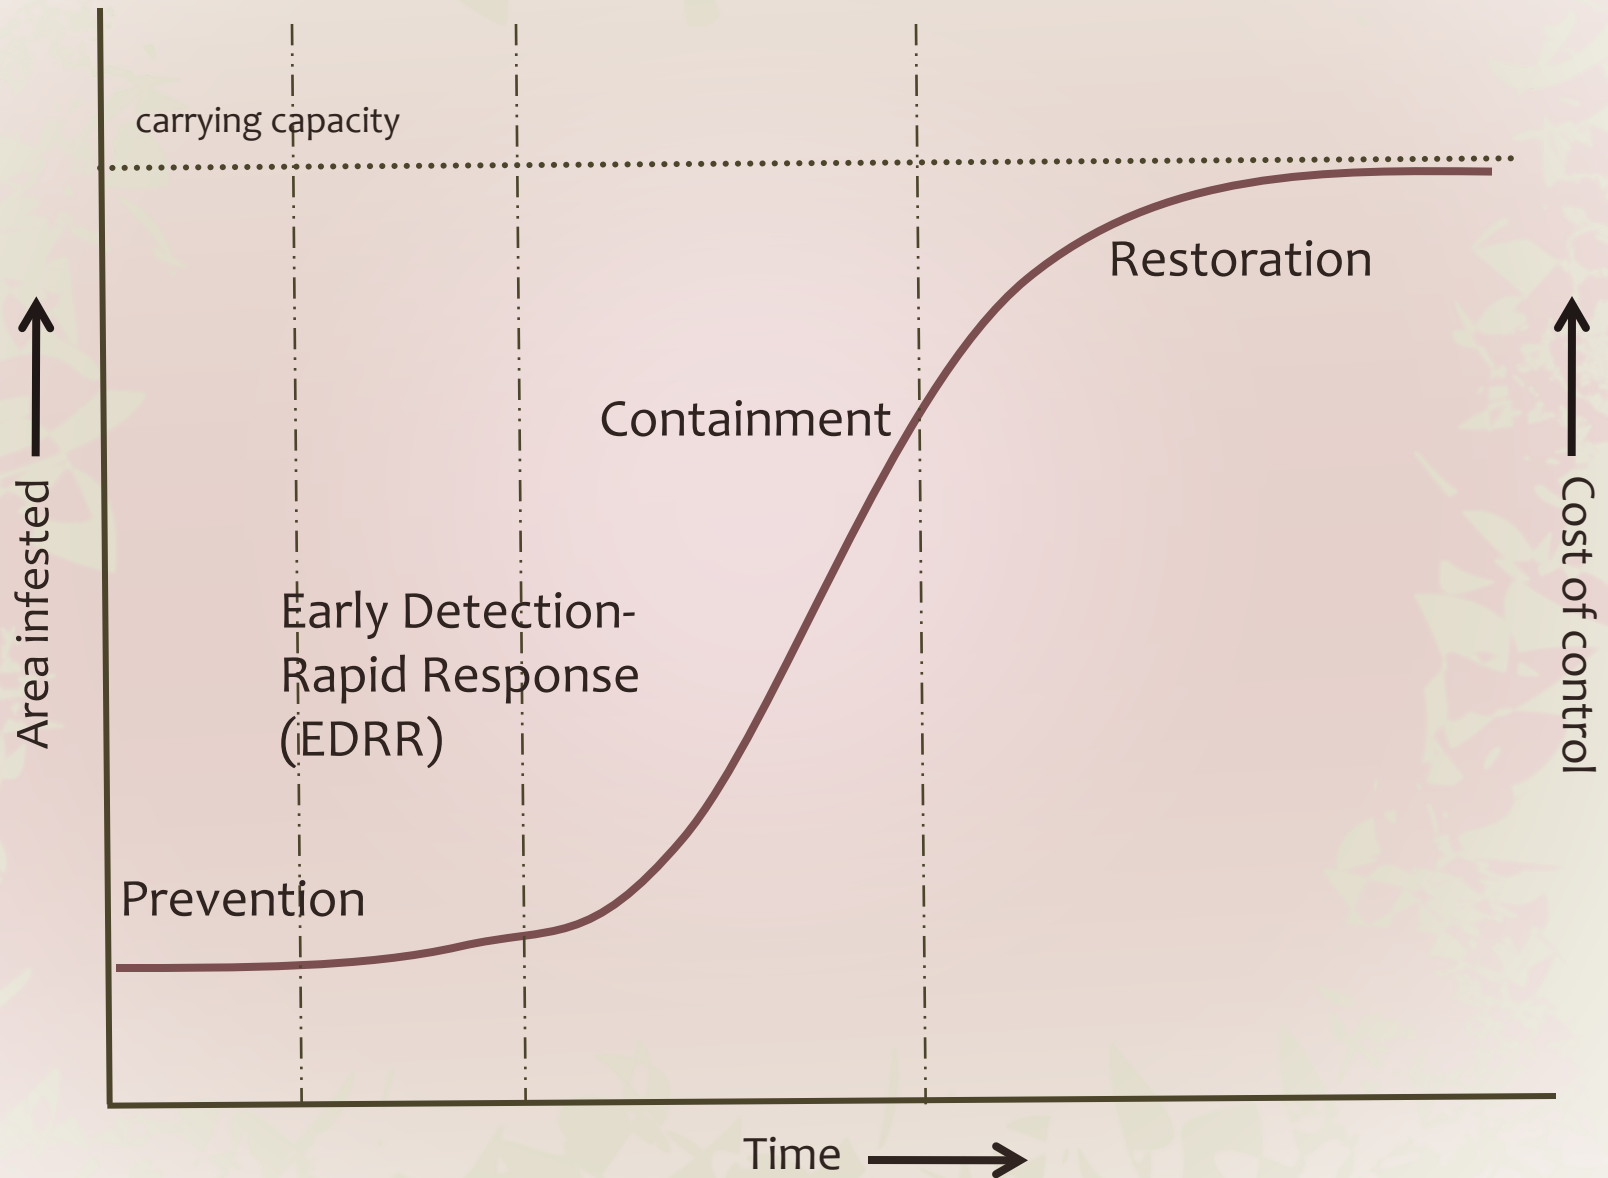 carrying capacity
Restoration
Containment
Early Detection-
Rapid Response
(EDRR)
Prevention
Area infested
Cost of control
Time